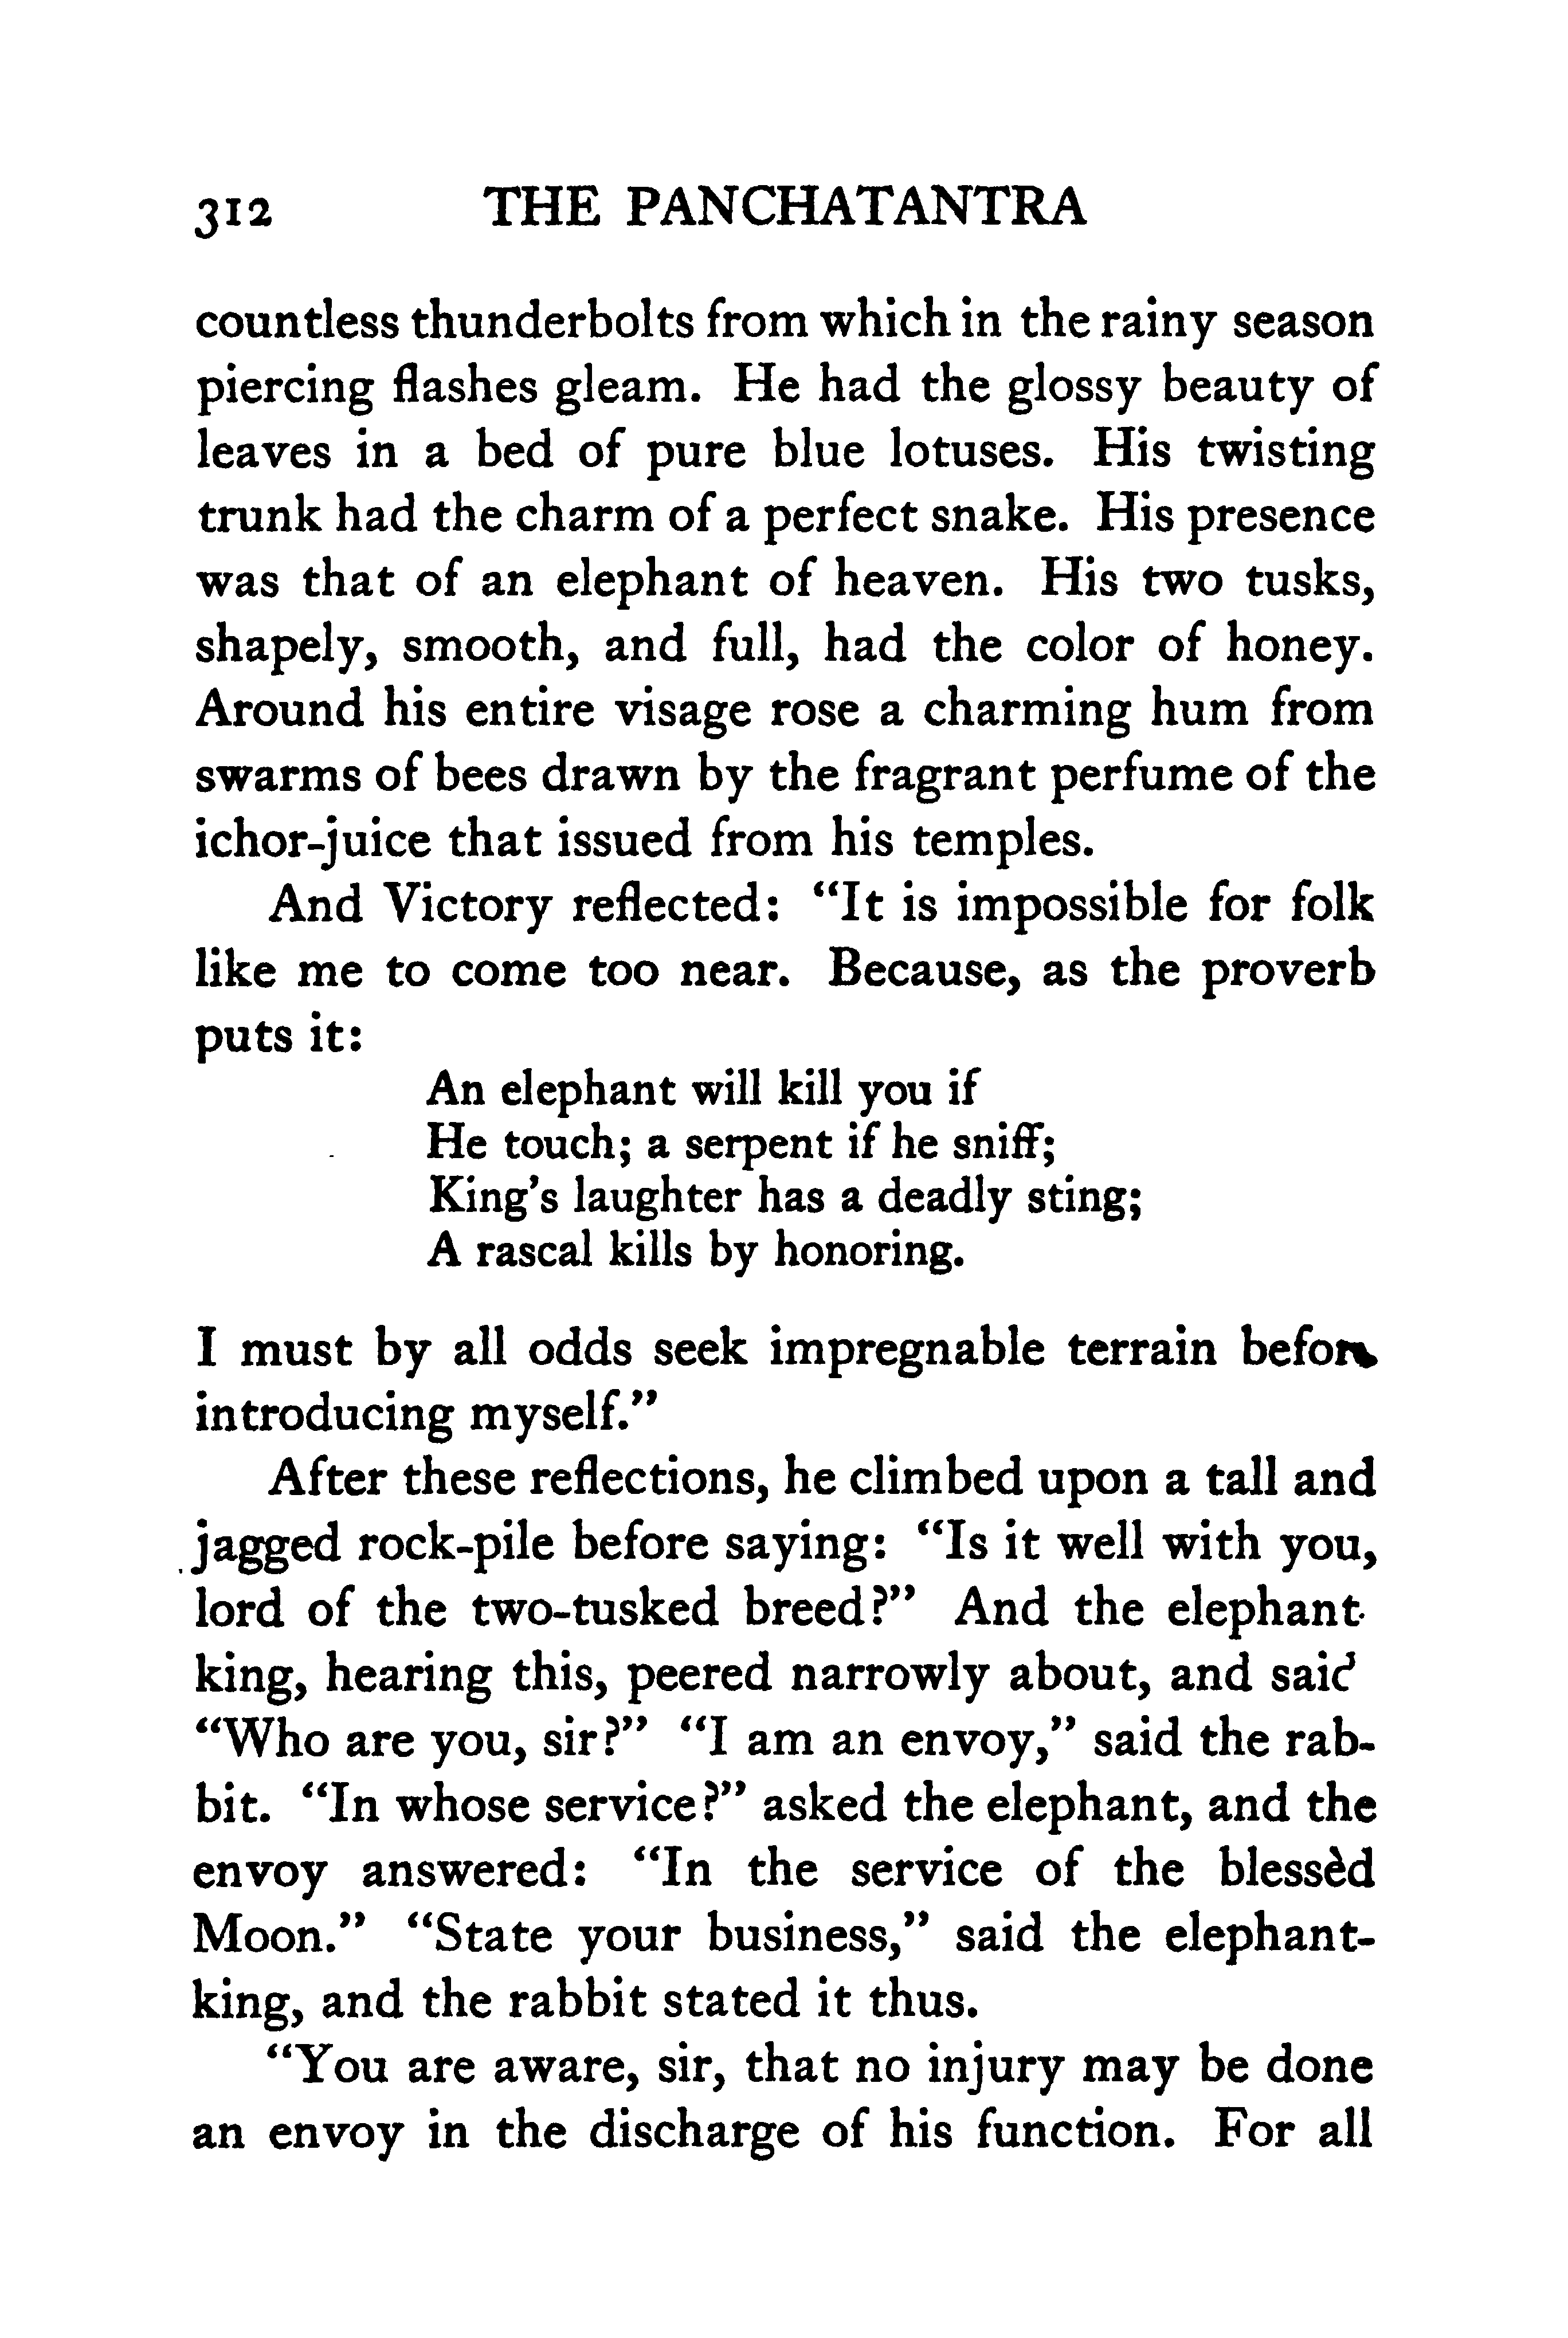 312 THE PANCHATANTRA
countless thunderbolts from which in the rainy season
piercing flashes gleam. He had the glossy beauty of
leaves in a bed of pure blue lotuses. His twisting
trunk had the charm of a perfect snake. His presence
was that of an elephant of heaven. His two tusks,
shapely, smooth, and full, had the color of honey.
Around his entire visage rose a charming hum from
swarms of bees drawn by the fragrant perfume of the
ichor-juice that issued from his temples.
And Victory reflected: “It is impossible for folk
like me to come too near. Because, as the proverb
puts it:
An elephant will kill you if
He touch; a serpent if he sniff;
King’s laughter has a deadly sting;
A rascal kills by honoring.
I must by all odds seek impregnable terrain before
introducing myself.”
After these reflections, he climbed upon a tall and
jagged rock-pile before saying: “Is it well with you,
lord of the two-tusked breed?” And the elephant-
king, hearing this, peered narrowly about, and said
“Who are you, sir?” “I am an envoy,” said the rab-
bit. “In whose service?” asked the elephant, and the
envoy answered: “In the service of the blessèd
Moon.” “State your business,” said the elephant-
king, and the rabbit stated it thus.
“You are aware, sir, that no injury may be done
an envoy in the discharge of his function. For all